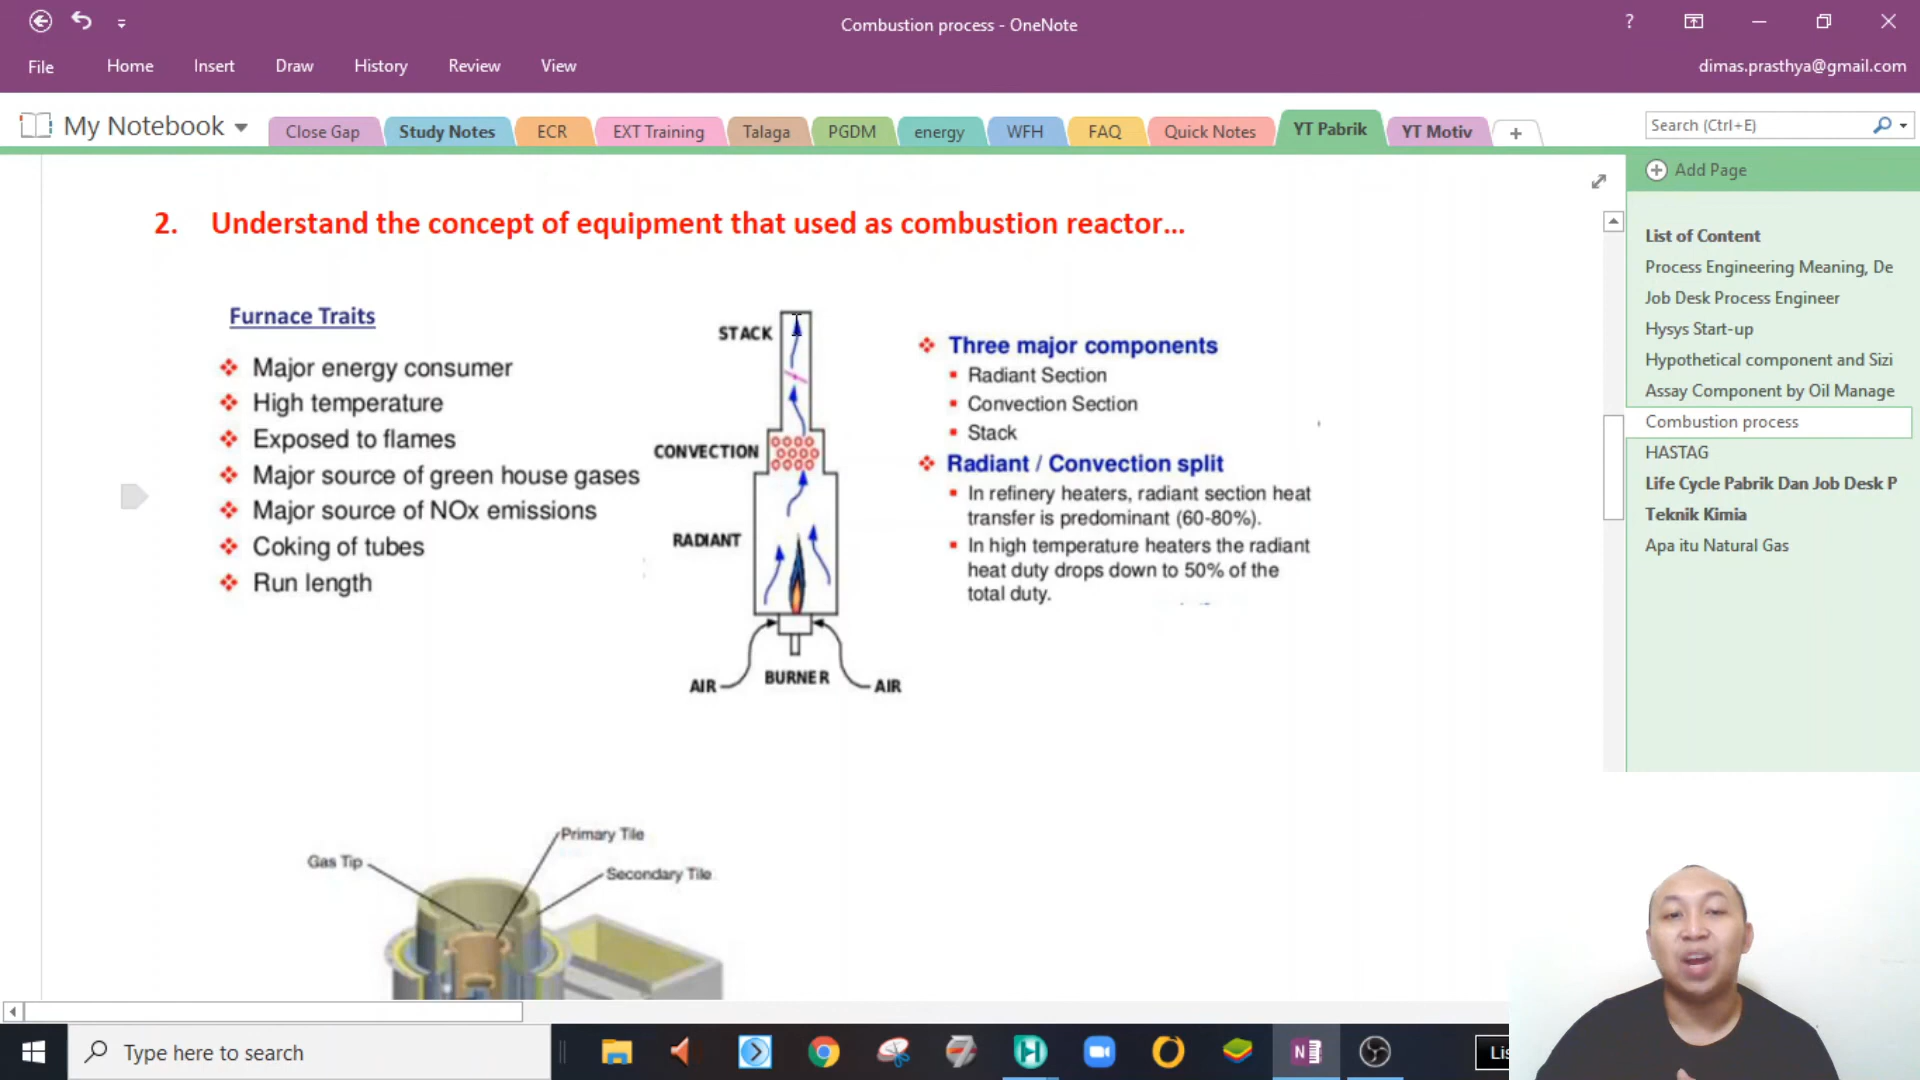 Combustion process - OneNote
?
File
Home
Insert
Draw
History
Review
View
dimas.prasthya@gmail.com
My Notebook
Close Gap
Study Notes
ECR
EXT Training
Talaga
PGDM
energy
WFH
FAQ
Quick Notes
YT Pabrik
YT Motiv
+
Search (Ctrl+E)
Add Page
List of Content
Process Engineering Meaning, De
Job Desk Process Engineer
Hysys Start-up
Hypothetical component and Sizi
Assay Component by Oil Manage
Combustion process
HASTAG
Life Cycle Pabrik Dan Job Desk P
Teknik Kimia
Apa itu Natural Gas
2. Understand the concept of equipment that used as combustion reactor...
Furnace Traits
Major energy consumer
High temperature
Exposed to flames
Major source of green house gases
Major source of NOx emissions
Coking of tubes
Run length
STACK
CONVECTION
RADIANT
AIR
BURNER
AIR
Three major components
Radiant Section
Convection Section
Stack
Radiant / Convection split
In refinery heaters, radiant section heat
transfer is predominant (60-80%).
In high temperature heaters the radiant
heat duty drops down to 50% of the
total duty.
Primary Tile
Gas Tip
Secondary Tile
Type here to search
N
Lis